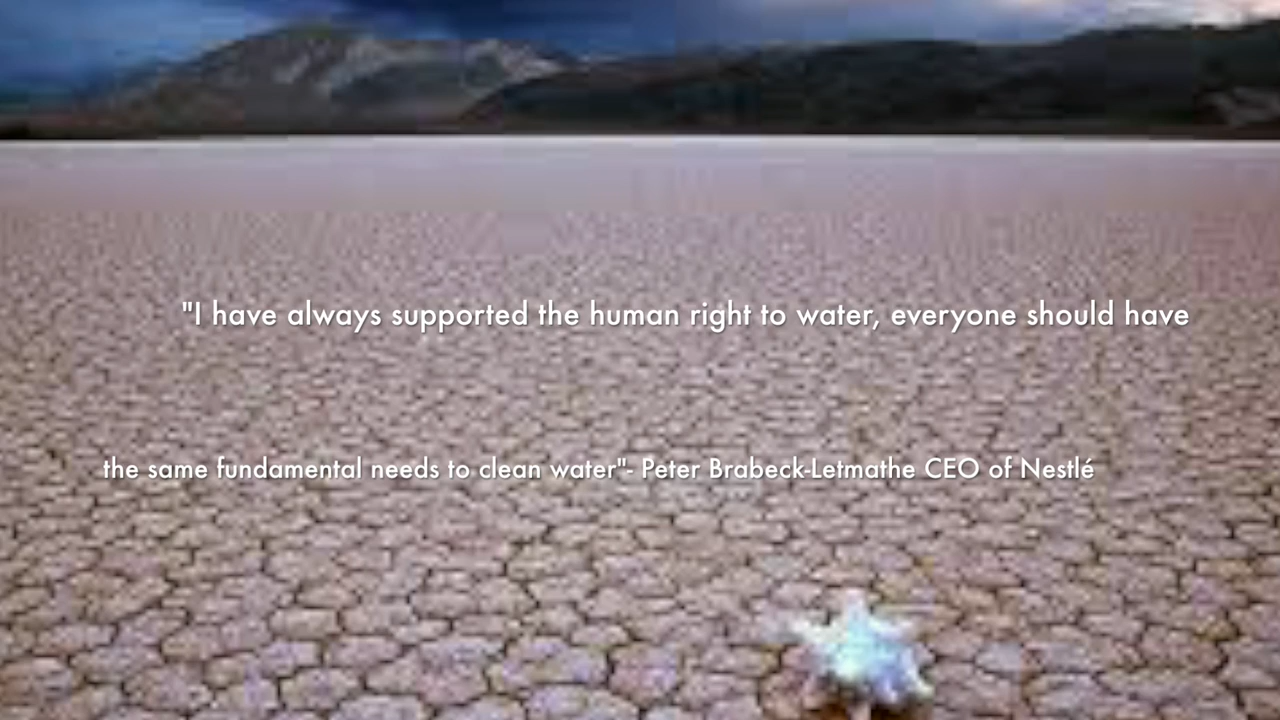 "I have always supported the human right to water, everyone should have
the same fundamental needs to clean water"- Peter Brabeck-Letmathe CEO of Nestlé